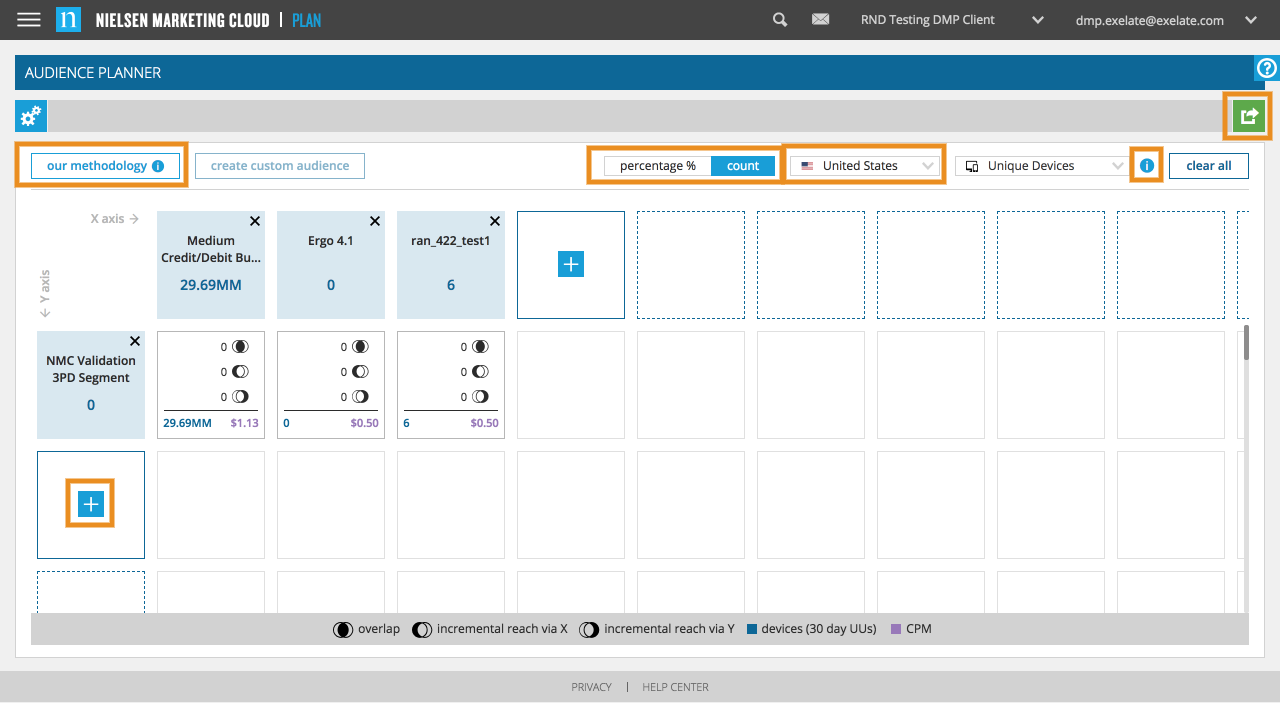 n NIELSEN MARKETING CLOUD | PLAN
RND Testing DMP Client
dmp.exelate@exelate.com
AUDIENCE PLANNER
?
our methodology i
create custom audience
percentage %
count
United States
Unique Devices
i
clear all
X axis →
Y axis
Medium
Credit/Debit Bu...
29.69MM
Ergo 4.1
0
ran_422_test1
6
NMC Validation
3PD Segment
0
0
0
0
29.69MM $1.13
0
0
0
0 $0.50
0
0
0
6 $0.50
overlap
incremental reach via X
incremental reach via Y
devices (30 day UUs)
CPM
PRIVACY | HELP CENTER